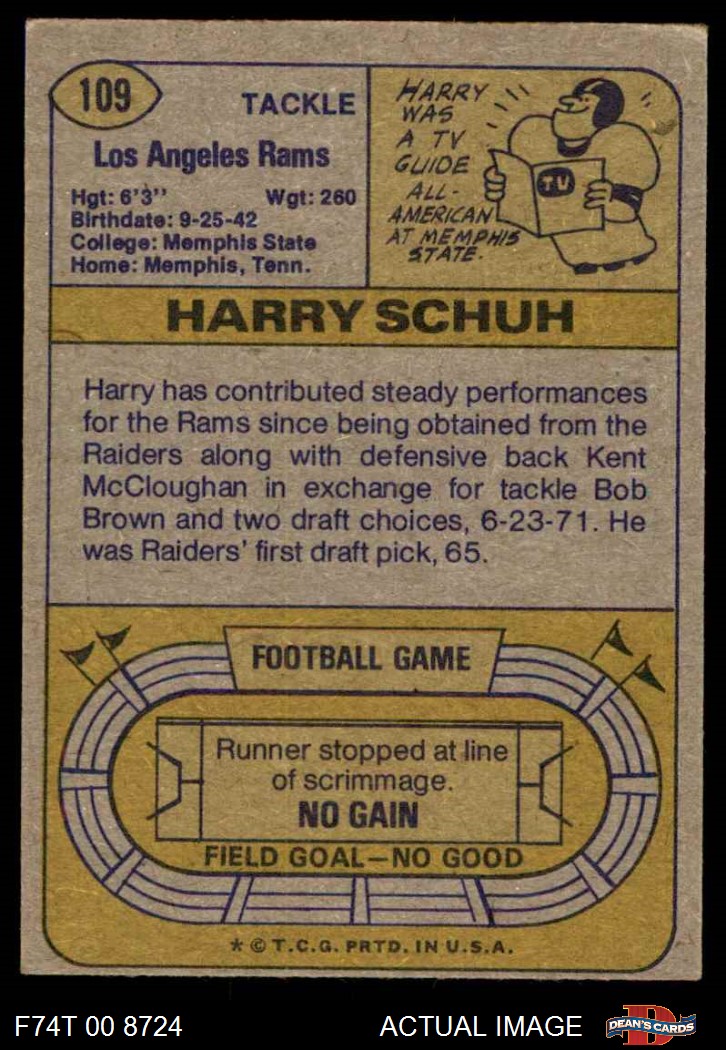 109
TACKLE
Los Angeles Rams
Hgt: 6'3'' Wgt: 260
Birthdate: 9-25-42
College: Memphis State
Home: Memphis, Tenn.
HARRY
WAS
A TV
GUIDE
ALL-
AMERICAN
AT MEMPHIS
STATE.
TV
HARRY SCHUH
Harry has contributed steady performances
for the Rams since being obtained from the
Raiders along with defensive back Kent
McCloughan in exchange for tackle Bob
Brown and two draft choices, 6-23-71. He
was Raiders' first draft pick, 65.
FOOTBALL GAME
Runner stopped at line
of scrimmage.
NO GAIN
FIELD GOAL—NO GOOD
* © T.C.G. PRTD. IN U.S.A.
F74T 00 8724
ACTUAL IMAGE
D
DEAN'S CARDS